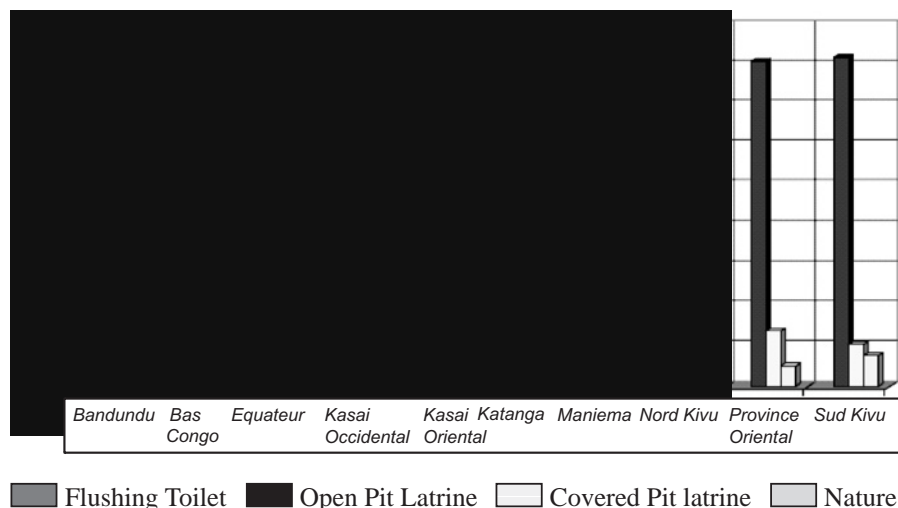 Bandundu Bas Congo Equateur Kasai Occidental Kasai Oriental Katanga Maniema Nord Kivu Province Oriental Sud Kivu
Flushing Toilet Open Pit Latrine Covered Pit latrine Nature